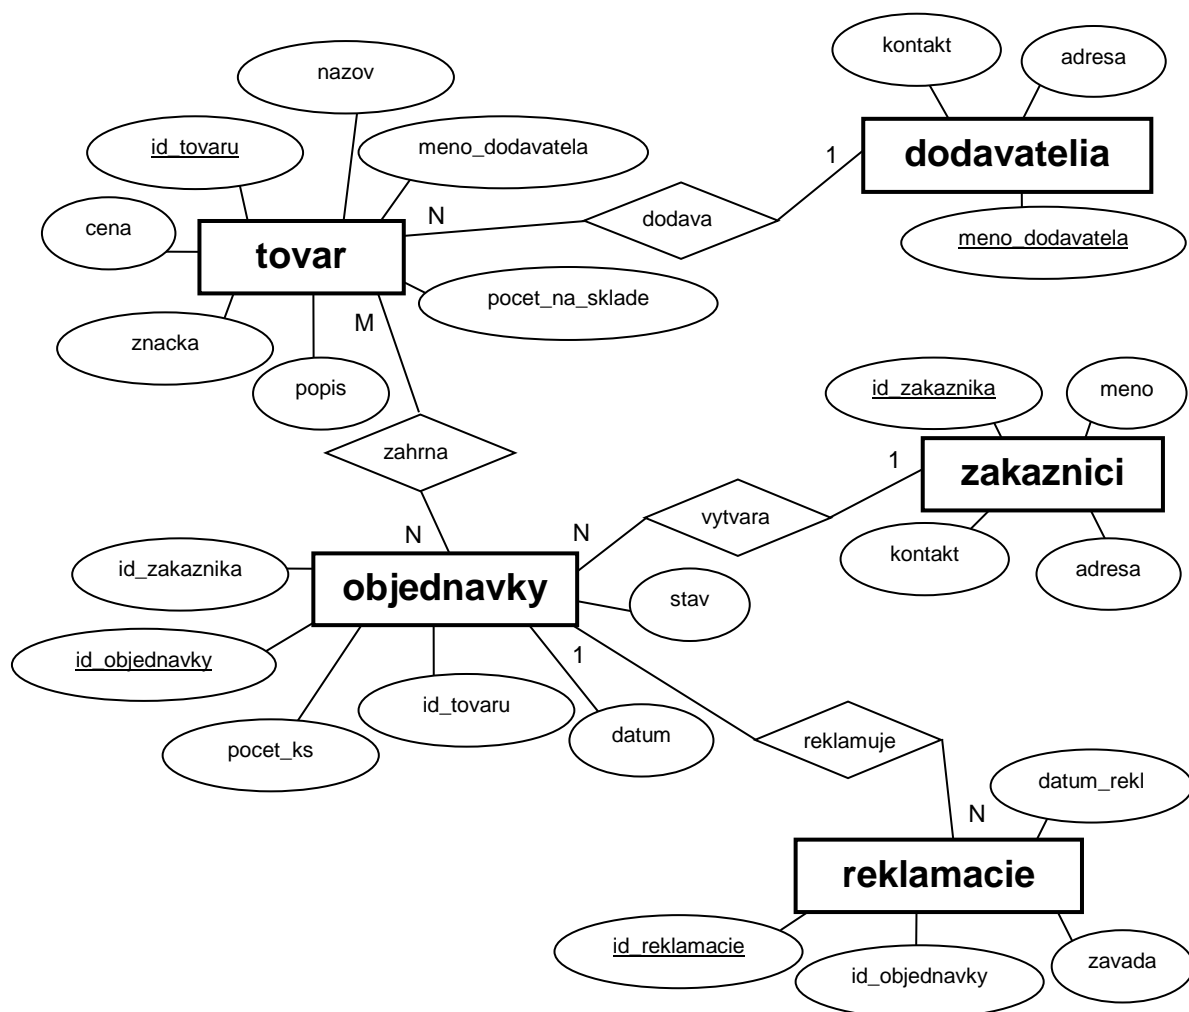 kontakt
adresa
nazov
id_tovaru
meno_dodavatela
1
dodavatelia
N
dodava
cena
tovar
meno_dodavatela
pocet_na_sklade
M
znacka
popis
id_zakaznika
meno
zahrna
1
zakaznici
vytvara
N
N
kontakt
adresa
id_zakaznika
objednavky
stav
id_objednavky
1
id_tovaru
datum
reklamuje
pocet_ks
datum_rekl
N
reklamacie
id_reklamacie
zavada
id_objednavky